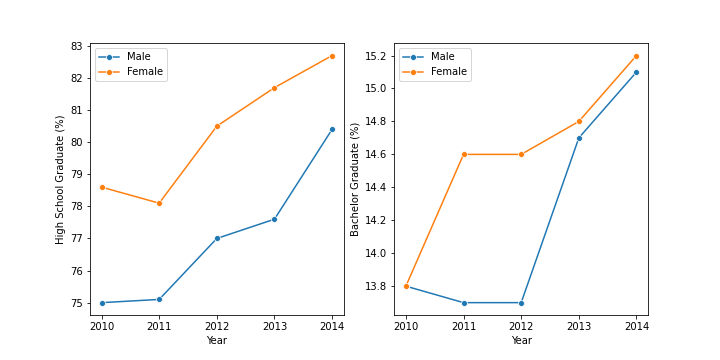 Male
Female
High School Graduate (%)
83
82
81
80
79
78
77
76
75
2010 2011 2012 2013 2014
Year
Male
Female
Bachelor Graduate (%)
15.2
15.0
14.8
14.6
14.4
14.2
14.0
13.8
2010 2011 2012 2013 2014
Year